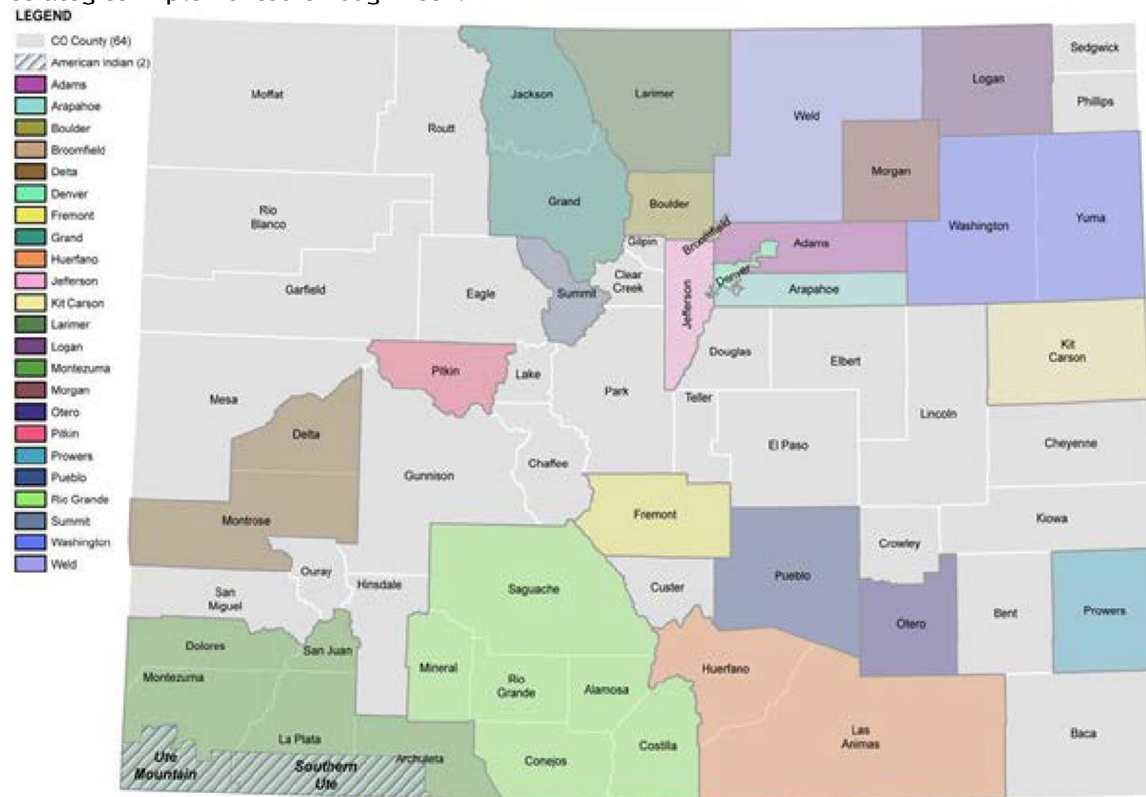 LEGEND
CO County (64)
American Indian (2)
Adams
Arapahoe
Boulder
Broomfield
Delta
Denver
Fremont
Grand
Huerfano
Jefferson
Kit Carson
Larimer
Logan
Montezuma
Morgan
Otero
Pitkin
Prowers
Pueblo
Rio Grande
Summit
Washington
Weld
Moffat
Routt
Jackson
Larimer
Weld
Logan
Sedgwick
Phillips
Rio
Blanco
Grand
Boulder
Morgan
Washington
Yuma
Garfield
Eagle
Summit
Gilpin
Clear
Creek
Broomfield
Adams
Denver
Jefferson
Arapahoe
Mesa
Pitkin
Lake
Park
Douglas
Elbert
Teller
Lincoln
Kit
Carson
Delta
Gunnison
Chaffee
El Paso
Cheyenne
Montrose
Fremont
Kiowa
Crowley
Ouray
Hinsdale
Saguache
Custer
Pueblo
San
Miguel
Otero
Bent
Prowers
Dolores
San Juan
Montezuma
Mineral
Rio
Grande
Alamosa
Huerfano
La Plata
Archuleta
Conejos
Costilla
Las
Animas
Baca
Ute
Mountain
Southern
Ute